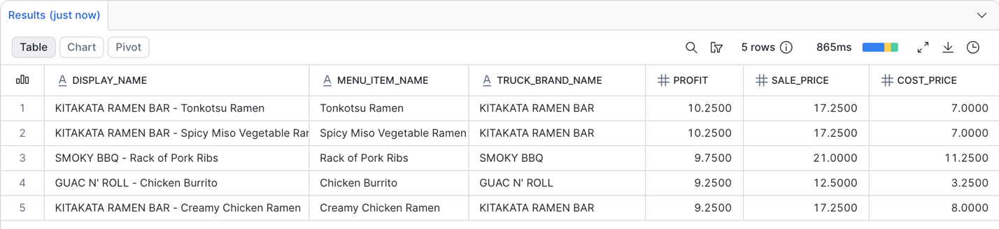 Results (just now)
Table Chart Pivot 5 rows 865ms
DISPLAY_NAME MENU_ITEM_NAME TRUCK_BRAND_NAME PROFIT SALE_PRICE COST_PRICE
1 KITAKATA RAMEN BAR - Tonkotsu Ramen Tonkotsu Ramen KITAKATA RAMEN BAR 10.2500 17.2500 7.0000
2 KITAKATA RAMEN BAR - Spicy Miso Vegetable Ram Spicy Miso Vegetable Ramen KITAKATA RAMEN BAR 10.2500 17.2500 7.0000
3 SMOKY BBQ - Rack of Pork Ribs Rack of Pork Ribs SMOKY BBQ 9.7500 21.0000 11.2500
4 GUAC N' ROLL - Chicken Burrito Chicken Burrito GUAC N' ROLL 9.2500 12.5000 3.2500
5 KITAKATA RAMEN BAR - Creamy Chicken Ramen Creamy Chicken Ramen KITAKATA RAMEN BAR 9.2500 17.2500 8.0000